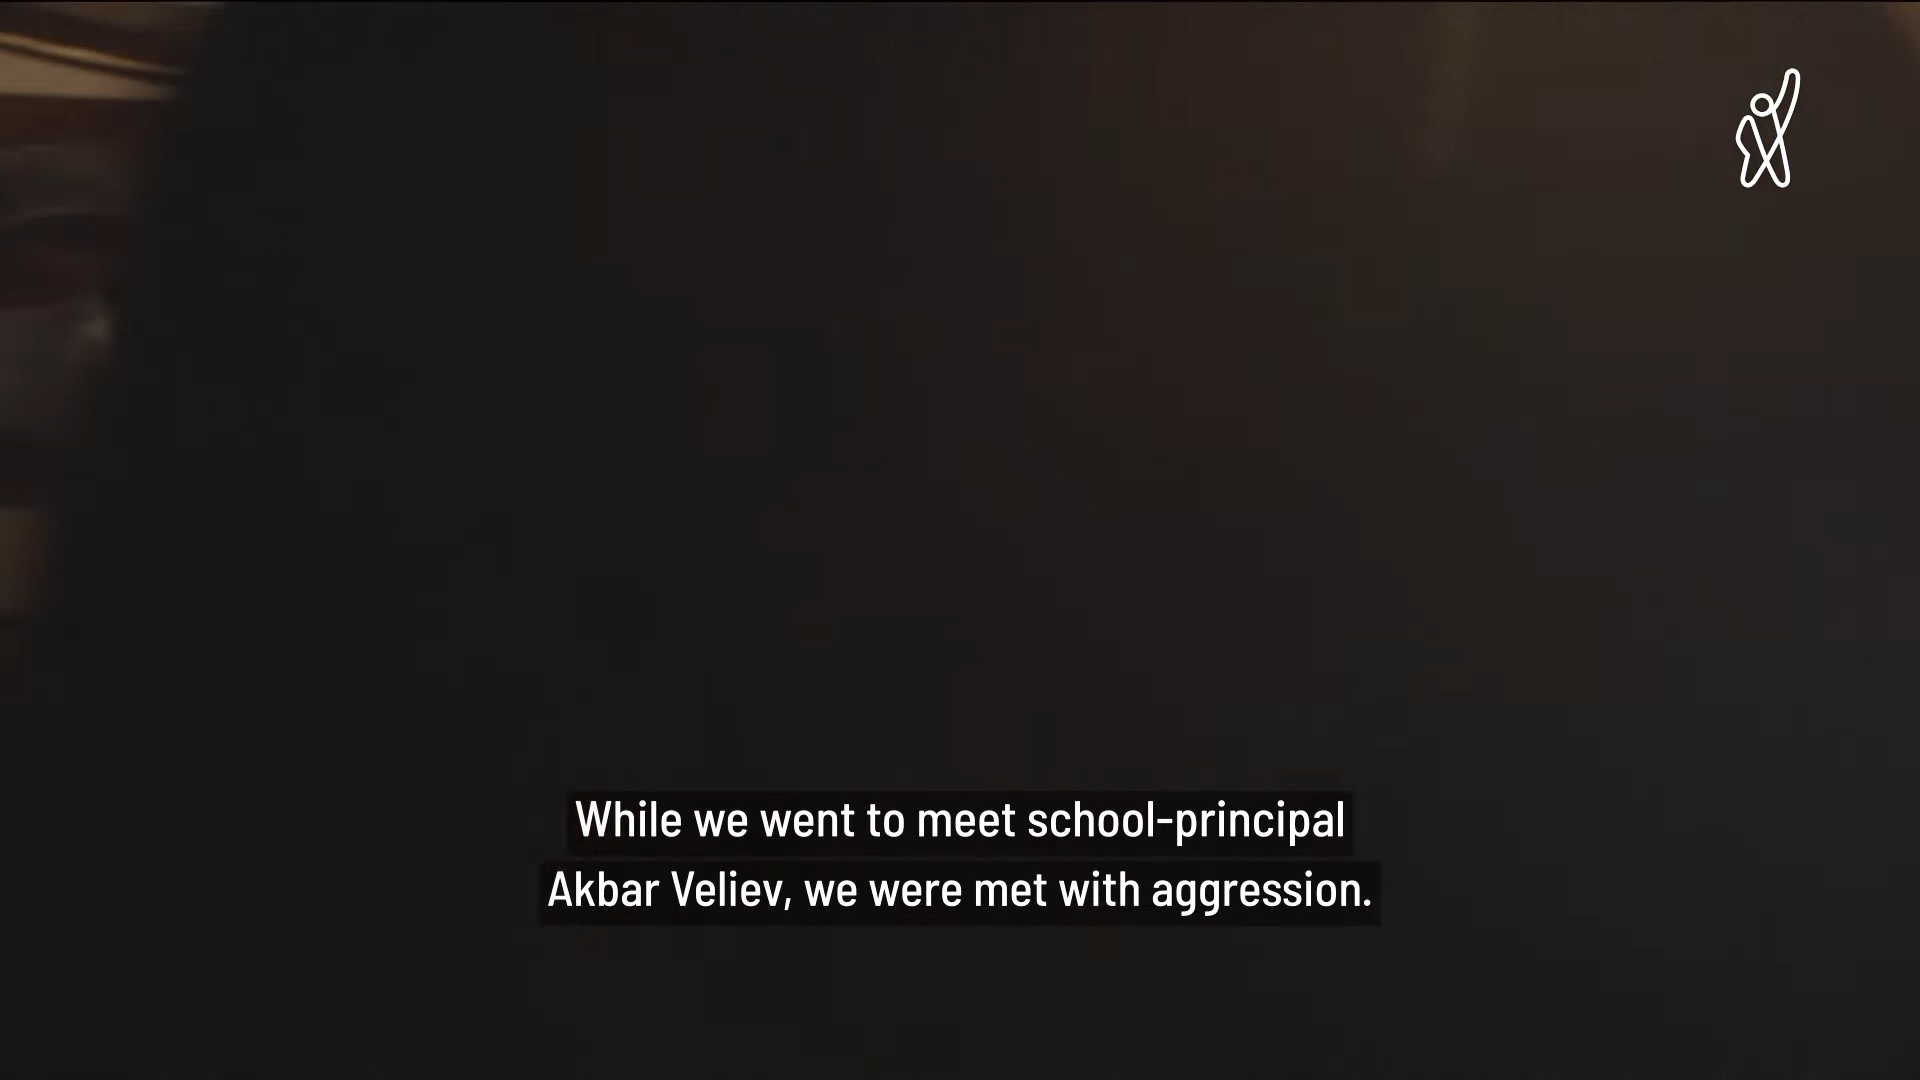 While we went to meet school-principal
Akbar Veliev, we were met with aggression.